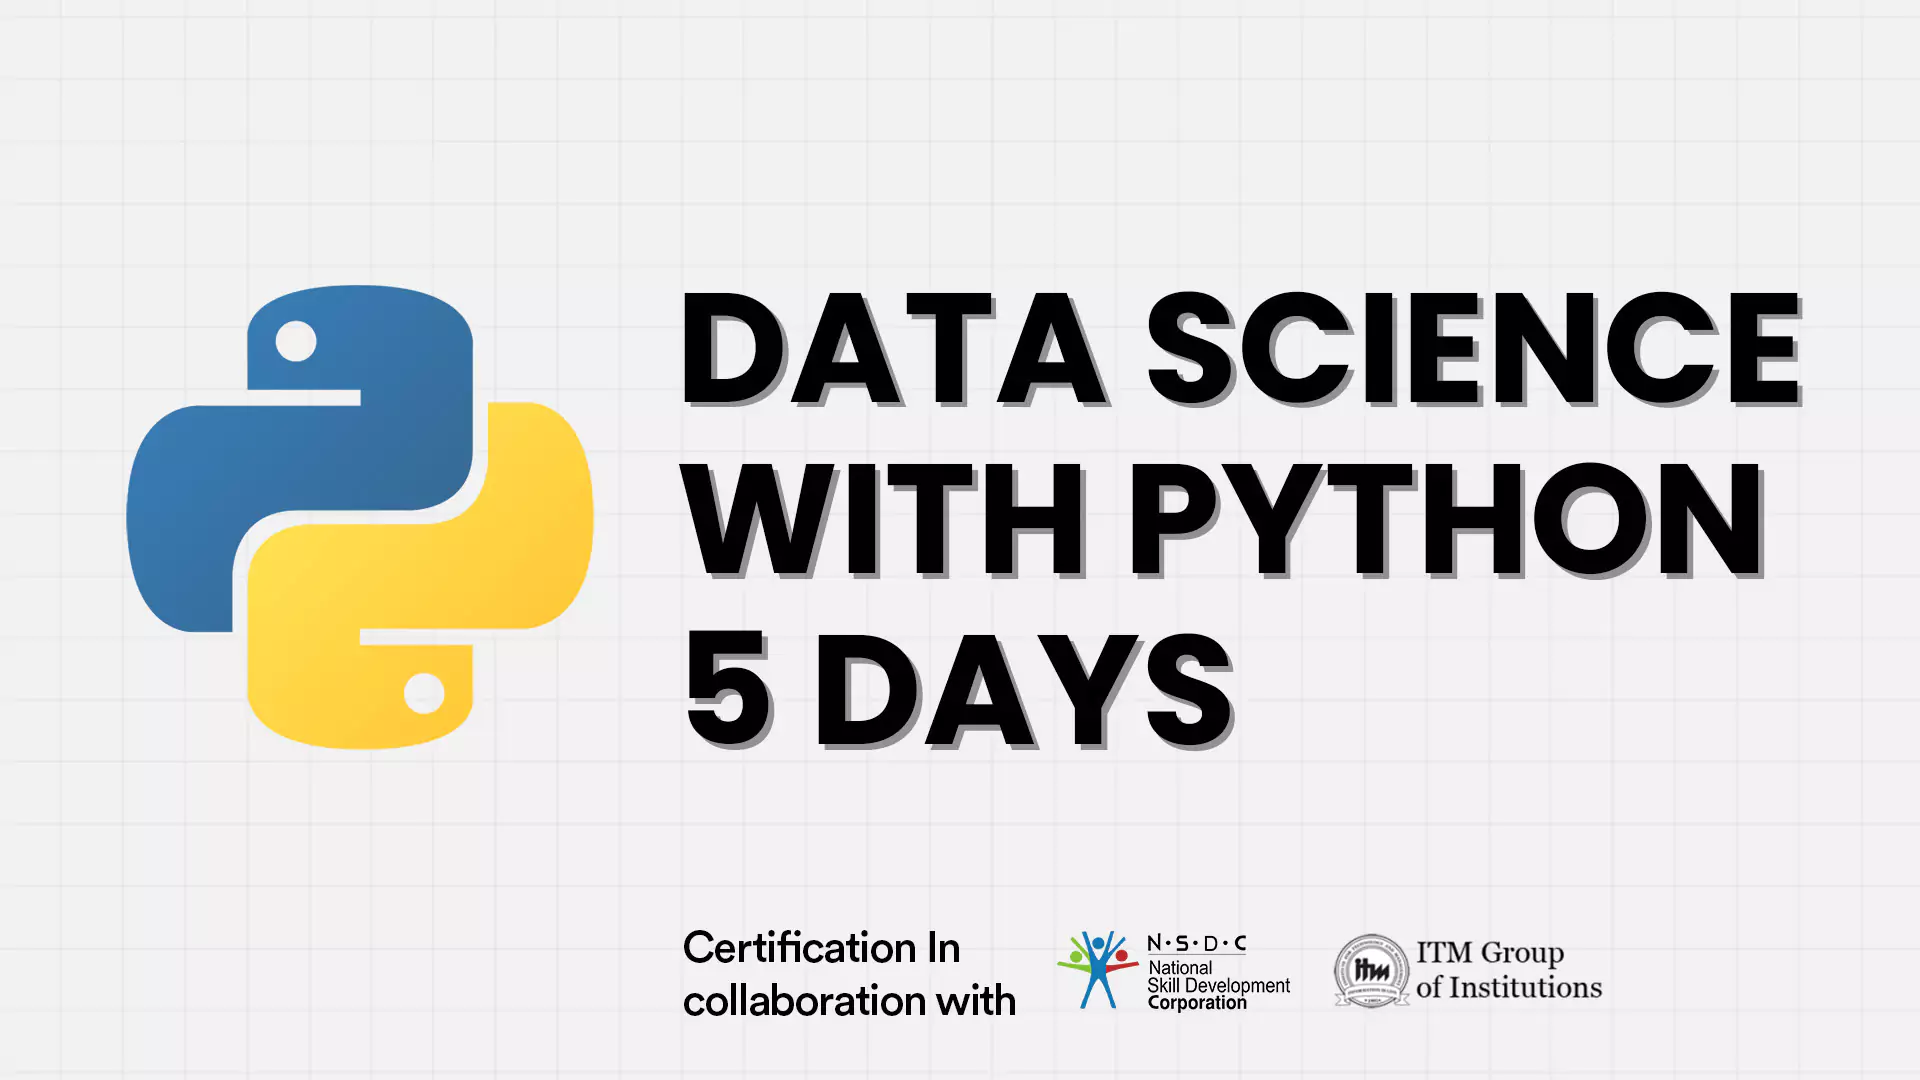 DATA SCIENCE
WITH PYTHON
5 DAYS
Certification In
collaboration with
N·S·D·C
National
Skill Development
Corporation
itm
ITM Group
of Institutions